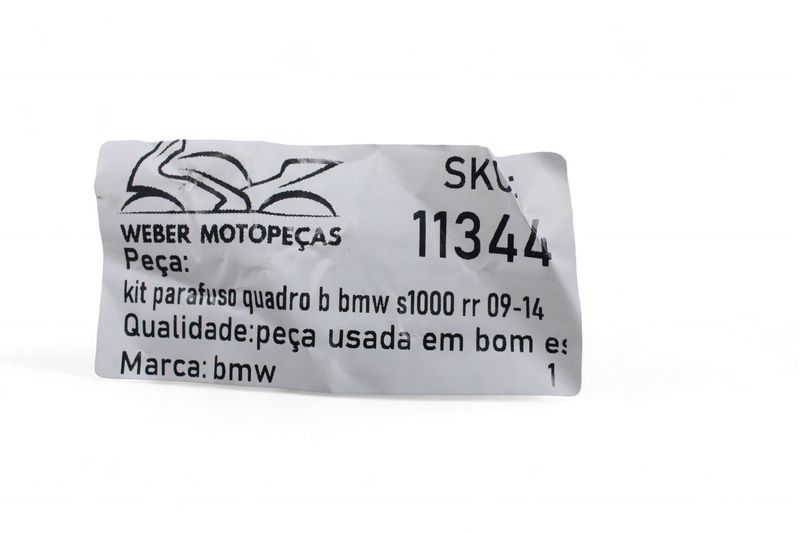 SKU:
11344
WEBER MOTOPEÇAS
Peça:
kit parafuso quadro b bmw s1000 rr 09-14
Qualidade:peça usada em bom es
Marca: bmw
1